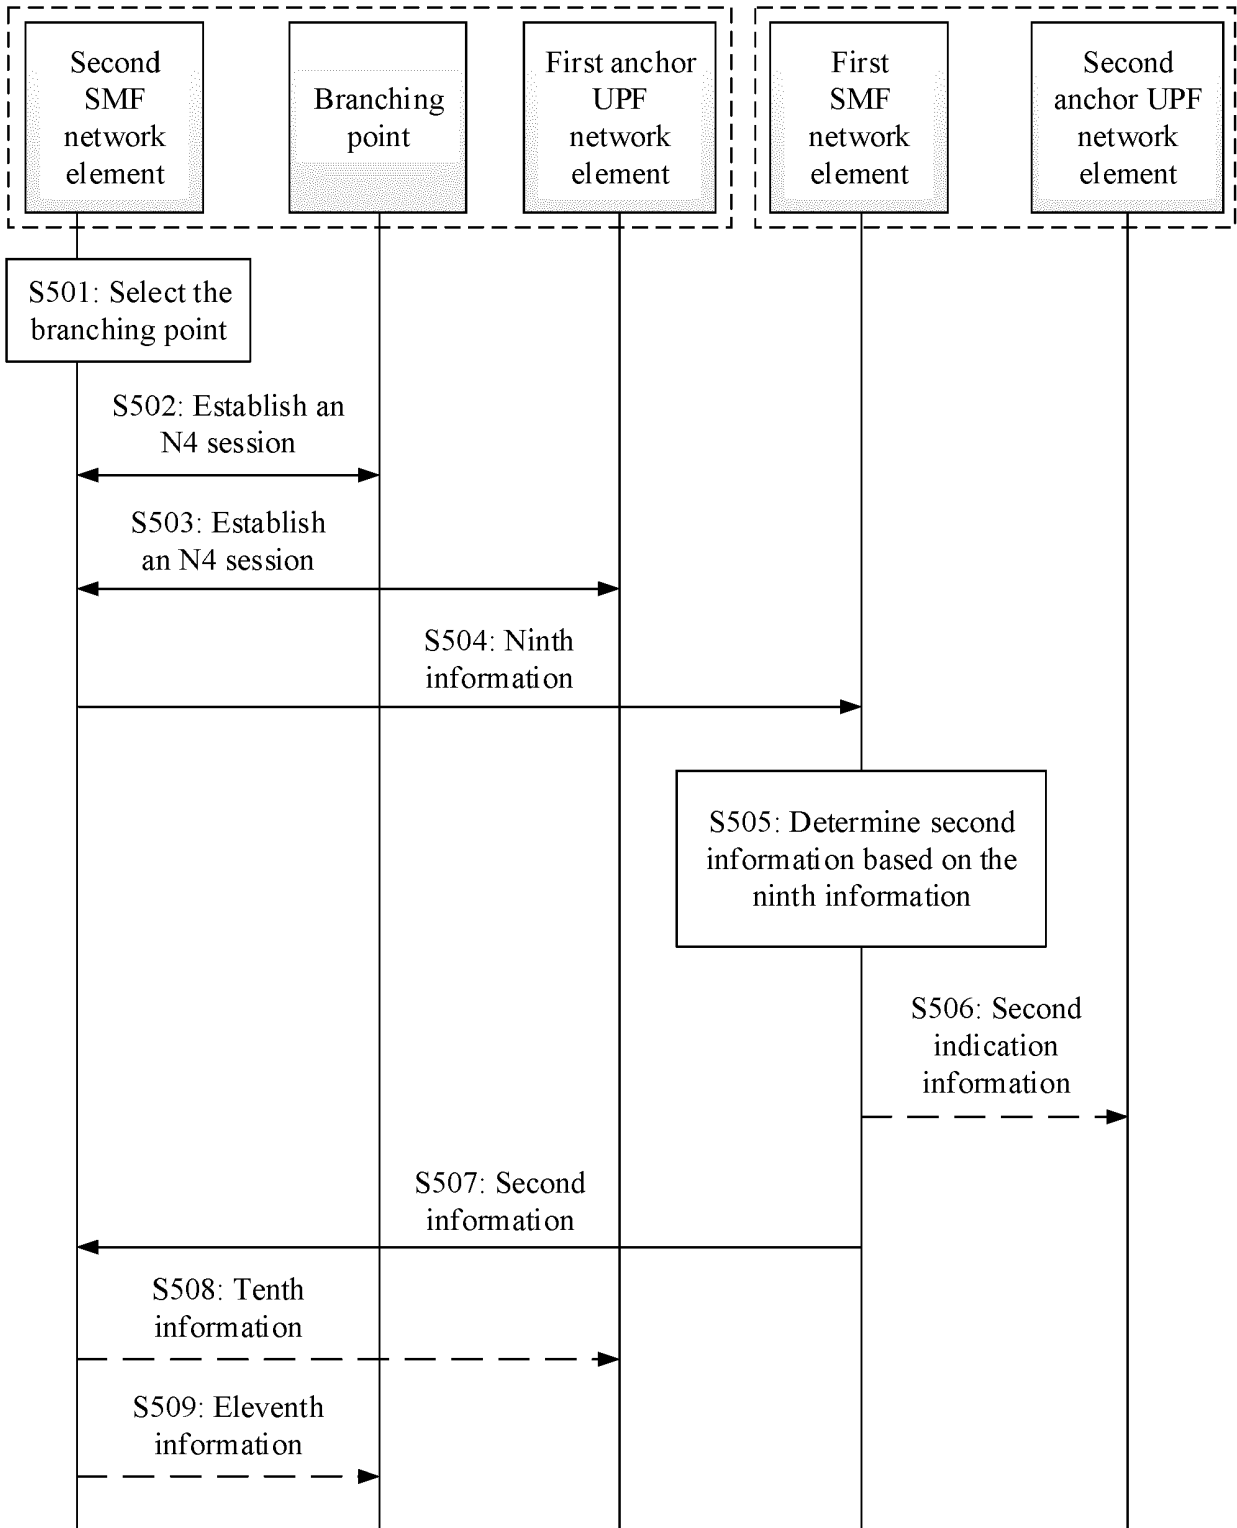 Second
SMF
network
element
Branching
point
First anchor
UPF
network
element
First
SMF
network
element
Second
anchor UPF
network
element
S501: Select the
branching point
S502: Establish an
N4 session
S503: Establish
an N4 session
S504: Ninth
information
S505: Determine second
information based on the
ninth information
S506: Second
indication
information
S507: Second
information
S508: Tenth
information
S509: Eleventh
information